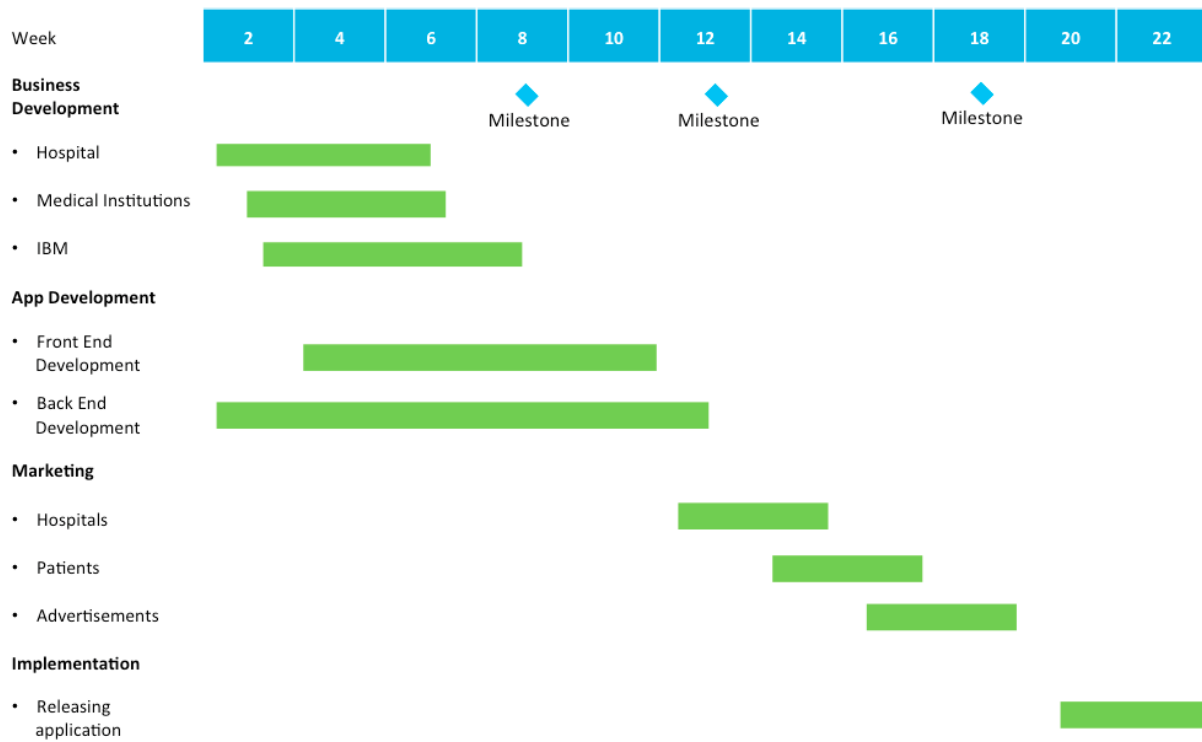 Week 2 4 6 8 10 12 14 16 18 20 22
Business
Development
Milestone Milestone Milestone
• Hospital
• Medical Institutions
• IBM
App Development
• Front End
Development
• Back End
Development
Marketing
• Hospitals
• Patients
• Advertisements
Implementation
• Releasing
application